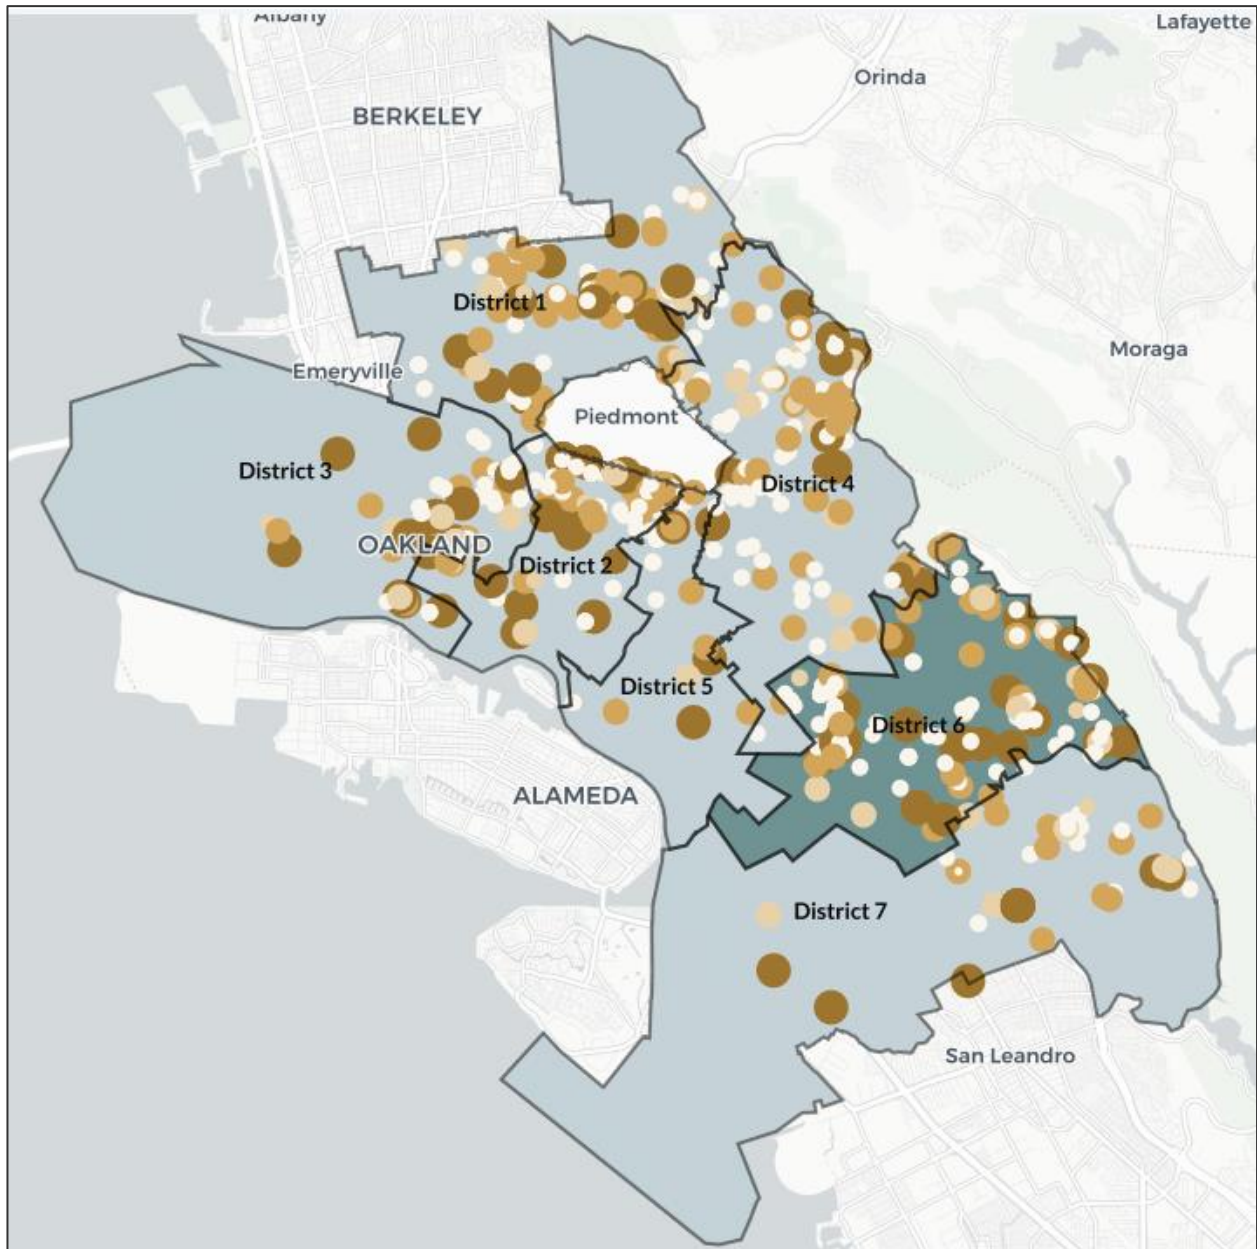 Albany
Lafayette
Orinda
BERKELEY
District 1
Moraga
Emeryville
Piedmont
District 3
District 4
OAKLAND
District 2
District 5
District 6
ALAMEDA
District 7
San Leandro